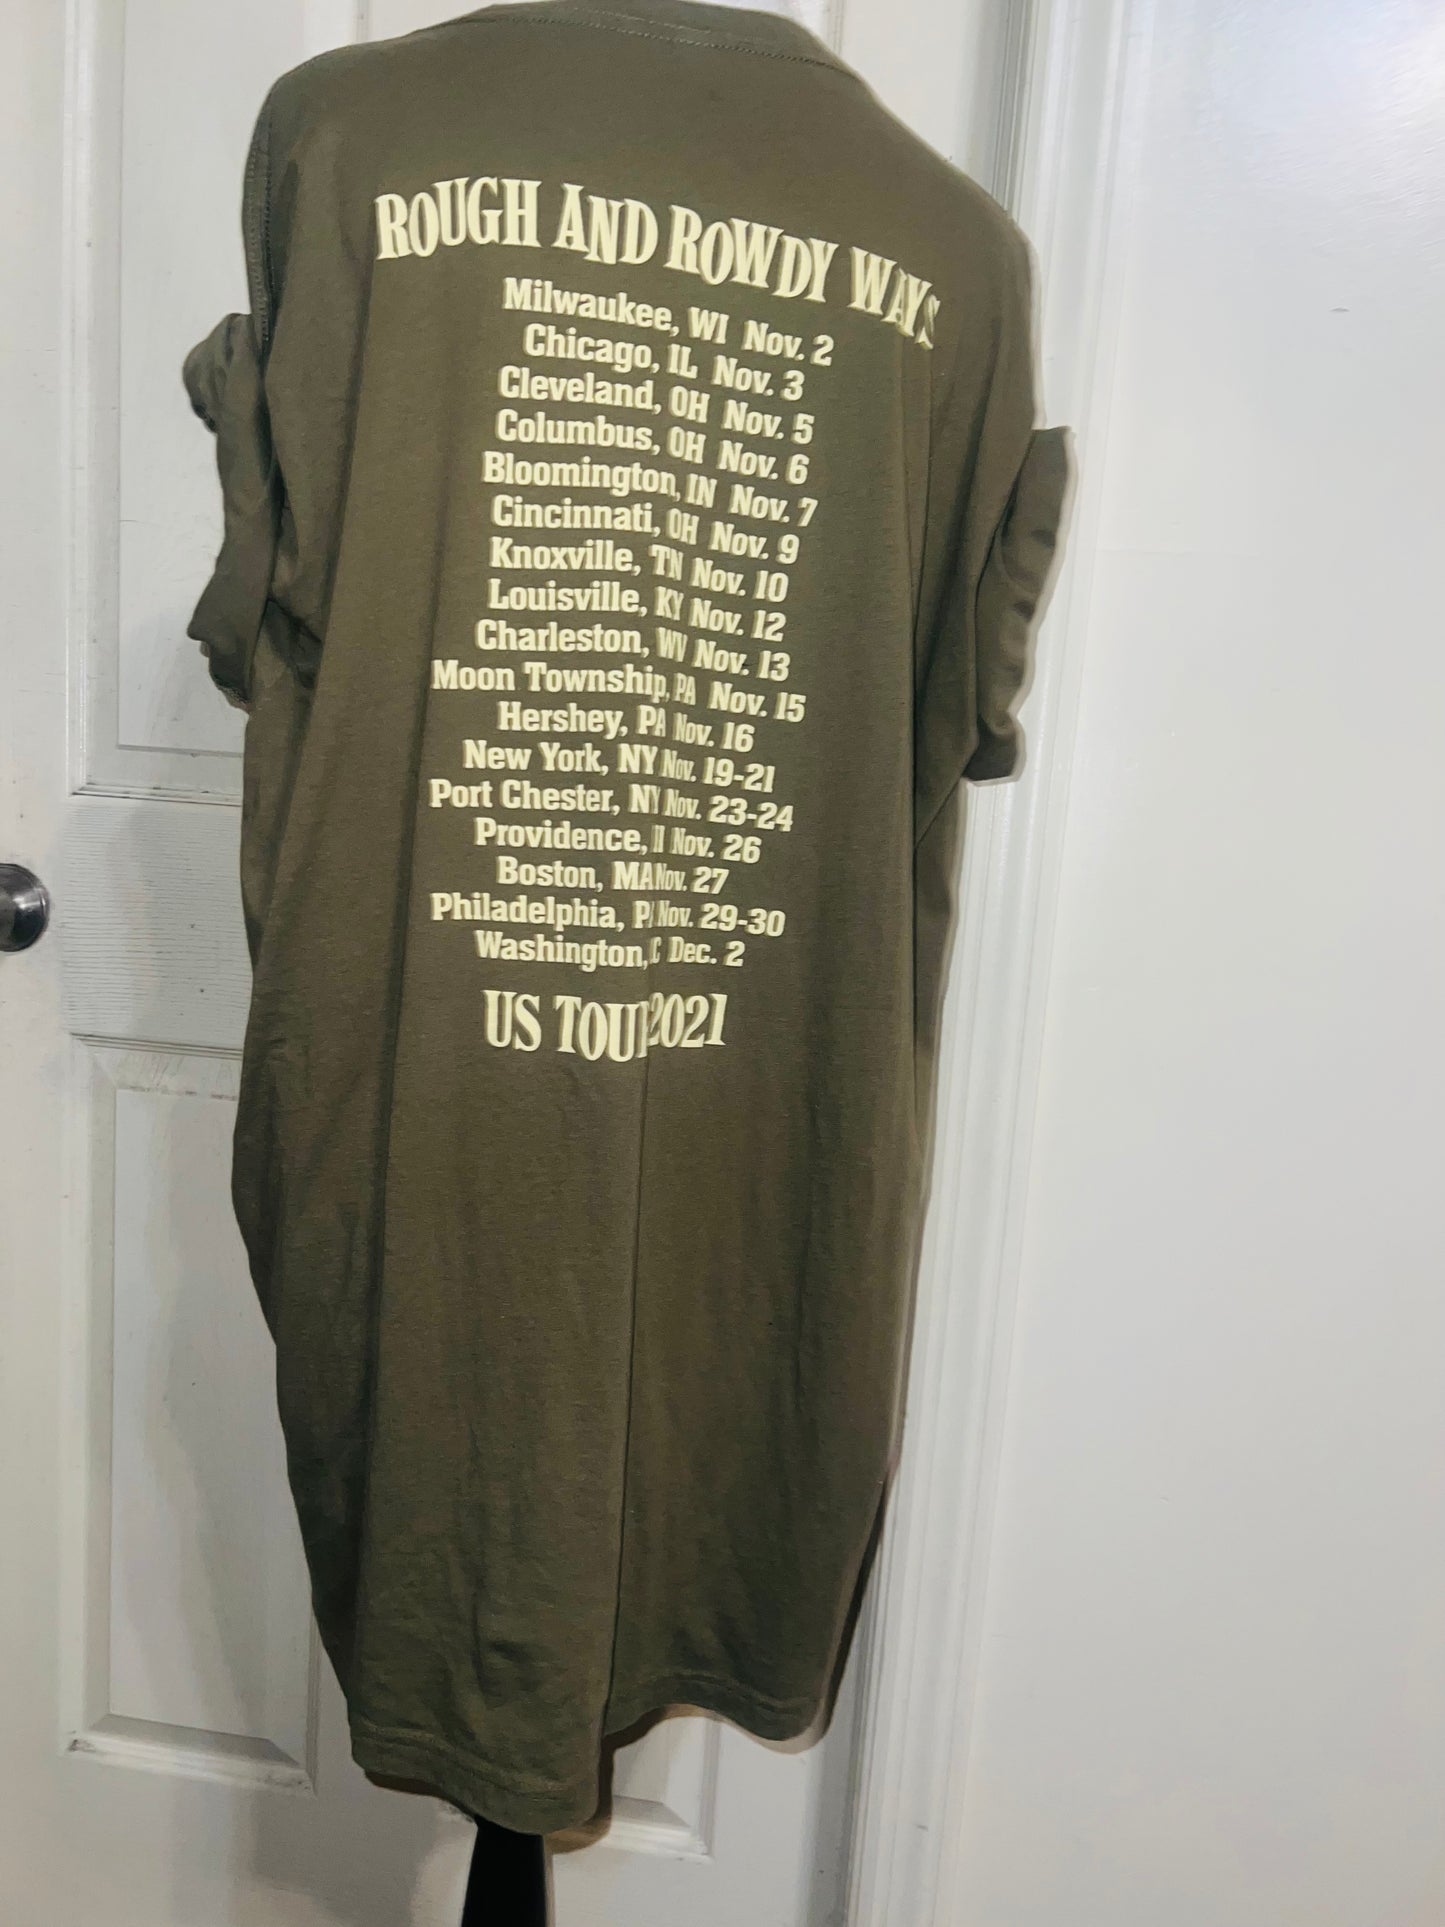 ROUGH AND ROWDY WAYS
Milwaukee, WI Nov. 2
Chicago, IL Nov. 3
Cleveland, OH Nov. 5
Columbus, OH Nov. 6
Bloomington, IN Nov. 7
Cincinnati, OH Nov. 9
Knoxville, TN Nov. 10
Louisville, KY Nov. 12
Charleston, WV Nov. 13
Moon Township, PA Nov. 15
Hershey, PA Nov. 16
New York, NY Nov. 19-21
Port Chester, NY Nov. 23-24
Providence, Nov. 26
Boston, MA Nov. 27
Philadelphia, Nov. 29-30
Washington, Dec. 2
US TOUR 2021